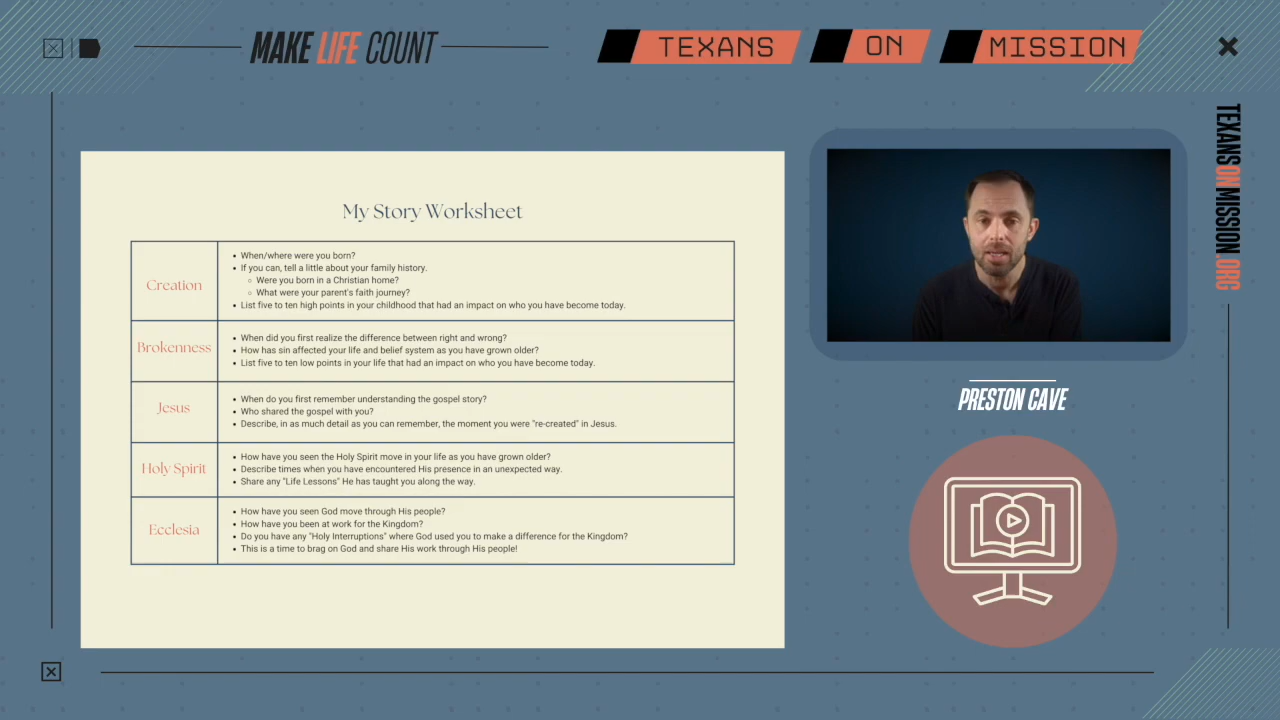 MAKE LIFE COUNT
TEXANS ON MISSION
TEXANSONMISSION.ORG
My Story Worksheet
Creation
• When/where were you born?
• If you can, tell a little about your family history.
◦ Were you born in a Christian home?
◦ What were your parent's faith journey?
• List five to ten high points in your childhood that had an impact on who you have become today.
Brokenness
• When did you first realize the difference between right and wrong?
• How has sin affected your life and belief system as you have grown older?
• List five to ten low points in your life that had an impact on who you have become today.
Jesus
• When do you first remember understanding the gospel story?
• Who shared the gospel with you?
• Describe, in as much detail as you can remember, the moment you were "re-created" in Jesus.
Holy Spirit
• How have you seen the Holy Spirit move in your life as you have grown older?
• Describe times when you have encountered His presence in an unexpected way.
• Share any "Life Lessons" He has taught you along the way.
Ecclesia
• How have you seen God move through His people?
• How have you been at work for the Kingdom?
• Do you have any "Holy Interruptions" where God used you to make a difference for the Kingdom?
• This is a time to brag on God and share His work through His people!
PRESTON CAVE